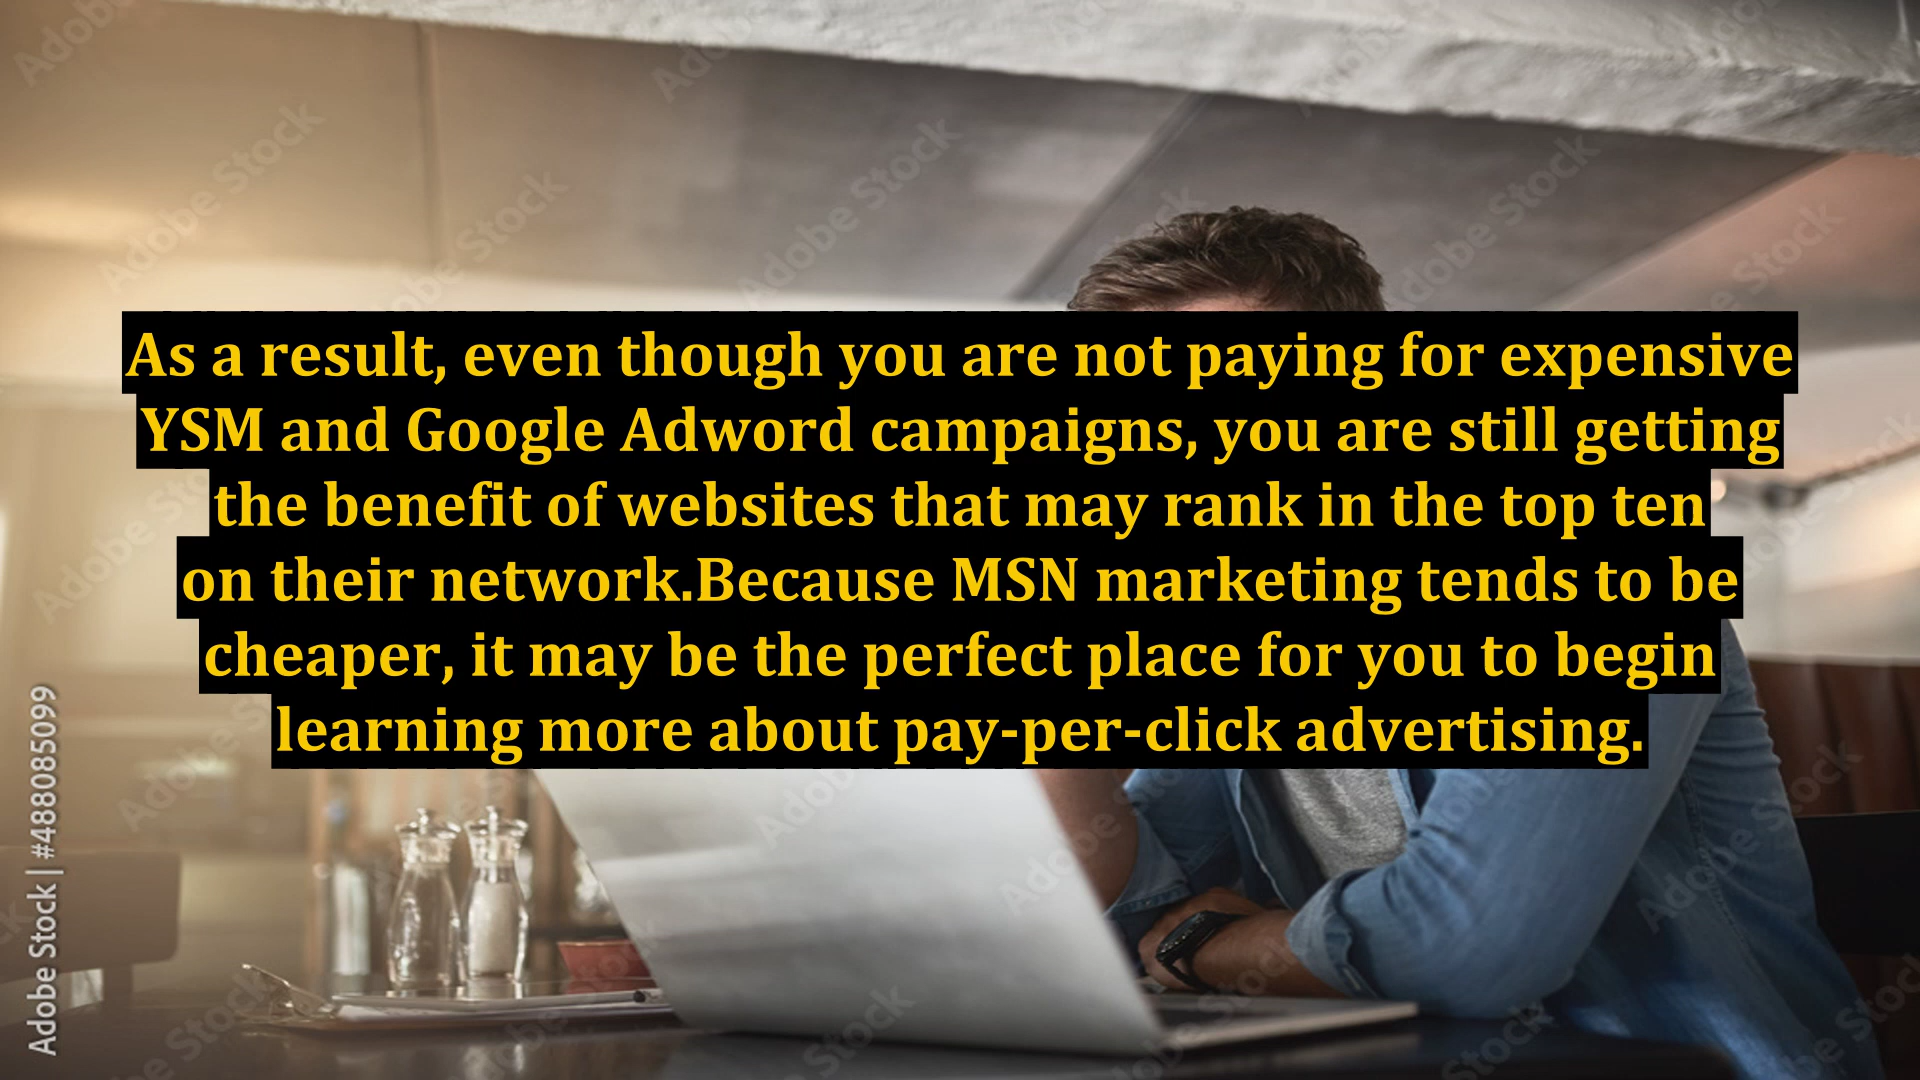 As a result, even though you are not paying for expensive
YSM and Google Adword campaigns, you are still getting
the benefit of websites that may rank in the top ten
on their network.Because MSN marketing tends to be
cheaper, it may be the perfect place for you to begin
learning more about pay-per-click advertising.
Adobe Stock | #488085099